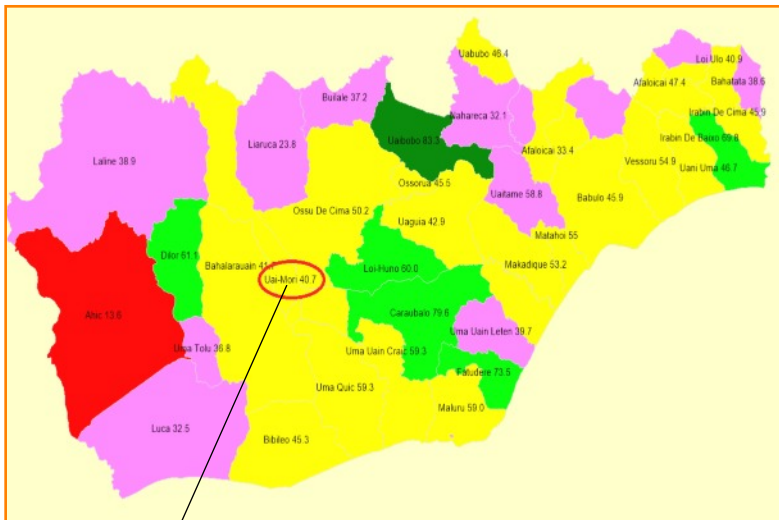 Uabubo 46.4
Loi Ulo 40.9
Afaloicai 47.4
Bahatata 38.6
Builale 37.2
Nahareca 32.1
Irabin De Cima 45.9
Laline 38.9
Liaruca 23.8
Uaibobo 83.3
Afaloicai 33.4
Irabin De Baixo 69.8
Vessoru 54.9
Uani Uma 46.7
Ossorua 45.5
Uaitame 58.8
Babulo 45.9
Ossu De Cima 50.2
Uaguia 42.9
Matahoi 55
Dilor 61.1
Bahalarauain 41.7
Loi-Huno 60.0
Makadique 53.2
Uai-Mori 40.7
Ahic 13.6
Caraubalo 79.6
Uma Uain Leten 39.7
Uma Tolu 36.8
Uma Uain Craic 59.3
Fatudere 73.5
Uma Quic 59.3
Maluru 59.0
Luca 32.5
Bibileo 45.3